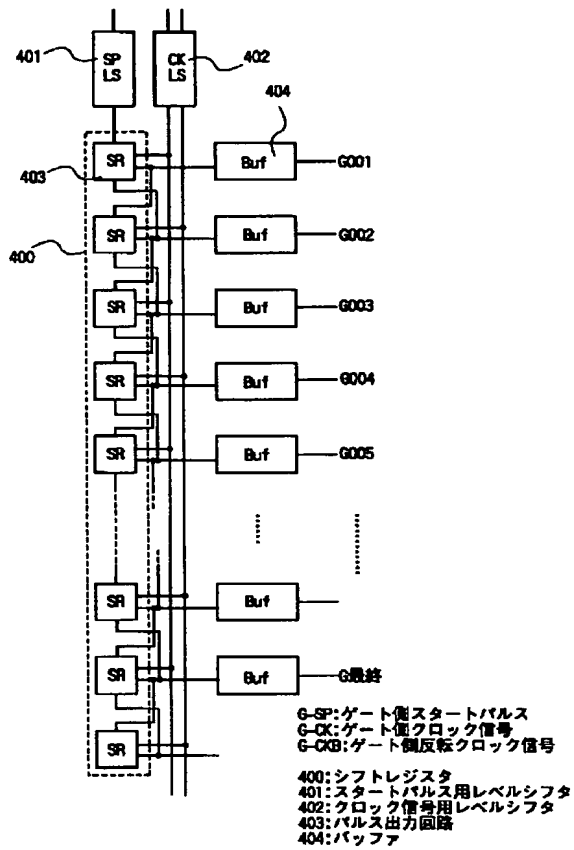 401
SP
LS
CK
LS
402
404
SR
Buf
G001
403
SR
Buf
G002
400
SR
Buf
G003
SR
Buf
G004
SR
Buf
G005
SR
Buf
SR
Buf
G最終
SR
G-SP:ゲート側スタートパルス
G-CK:ゲート側クロック信号
G-CKB:ゲート側反転クロック信号
400:シフトレジスタ
401:スタートパルス用レベルシフタ
402:クロック信号用レベルシフタ
403:パルス出力回路
404:バッファ